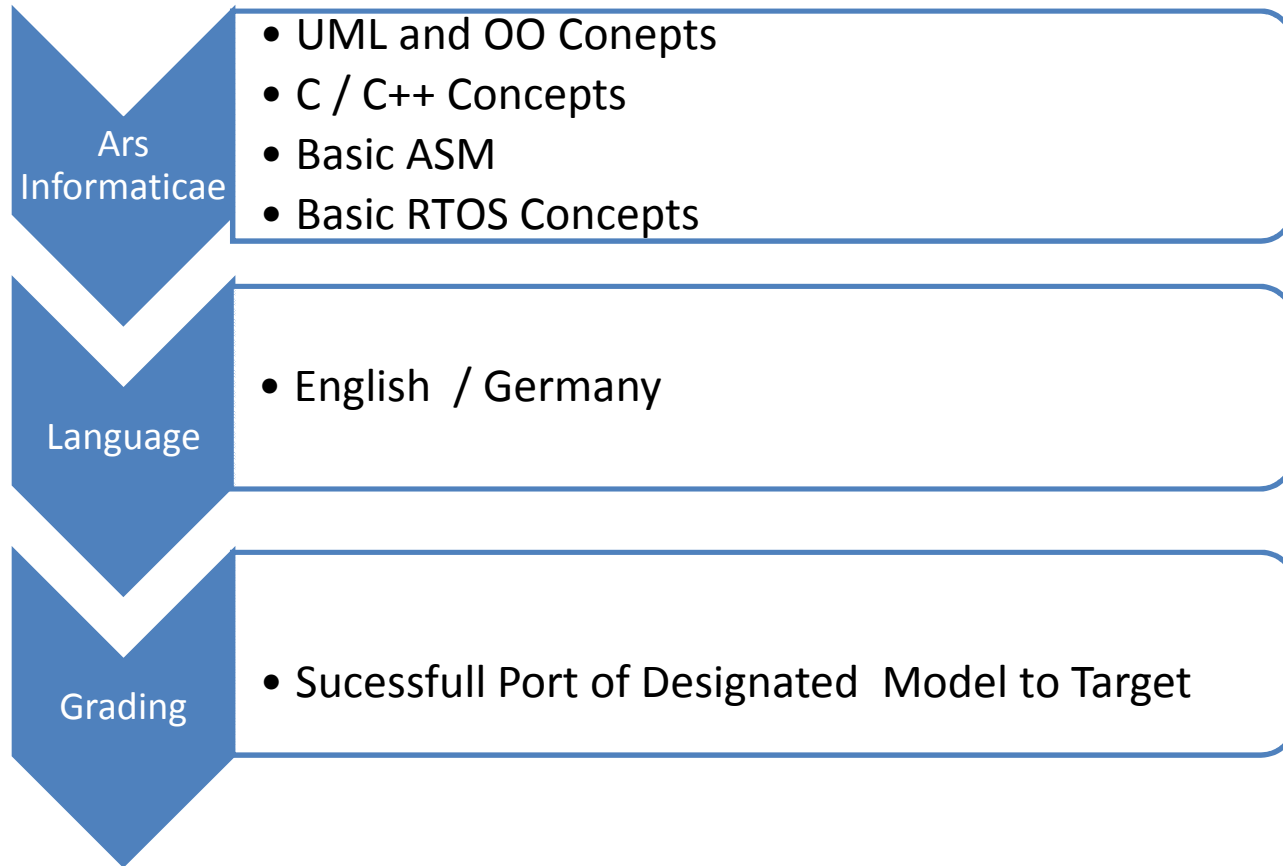 Ars
Informaticae
• UML and OO Conepts
• C / C++ Concepts
• Basic ASM
• Basic RTOS Concepts
Language
• English / Germany
Grading
• Sucessfull Port of Designated Model to Target